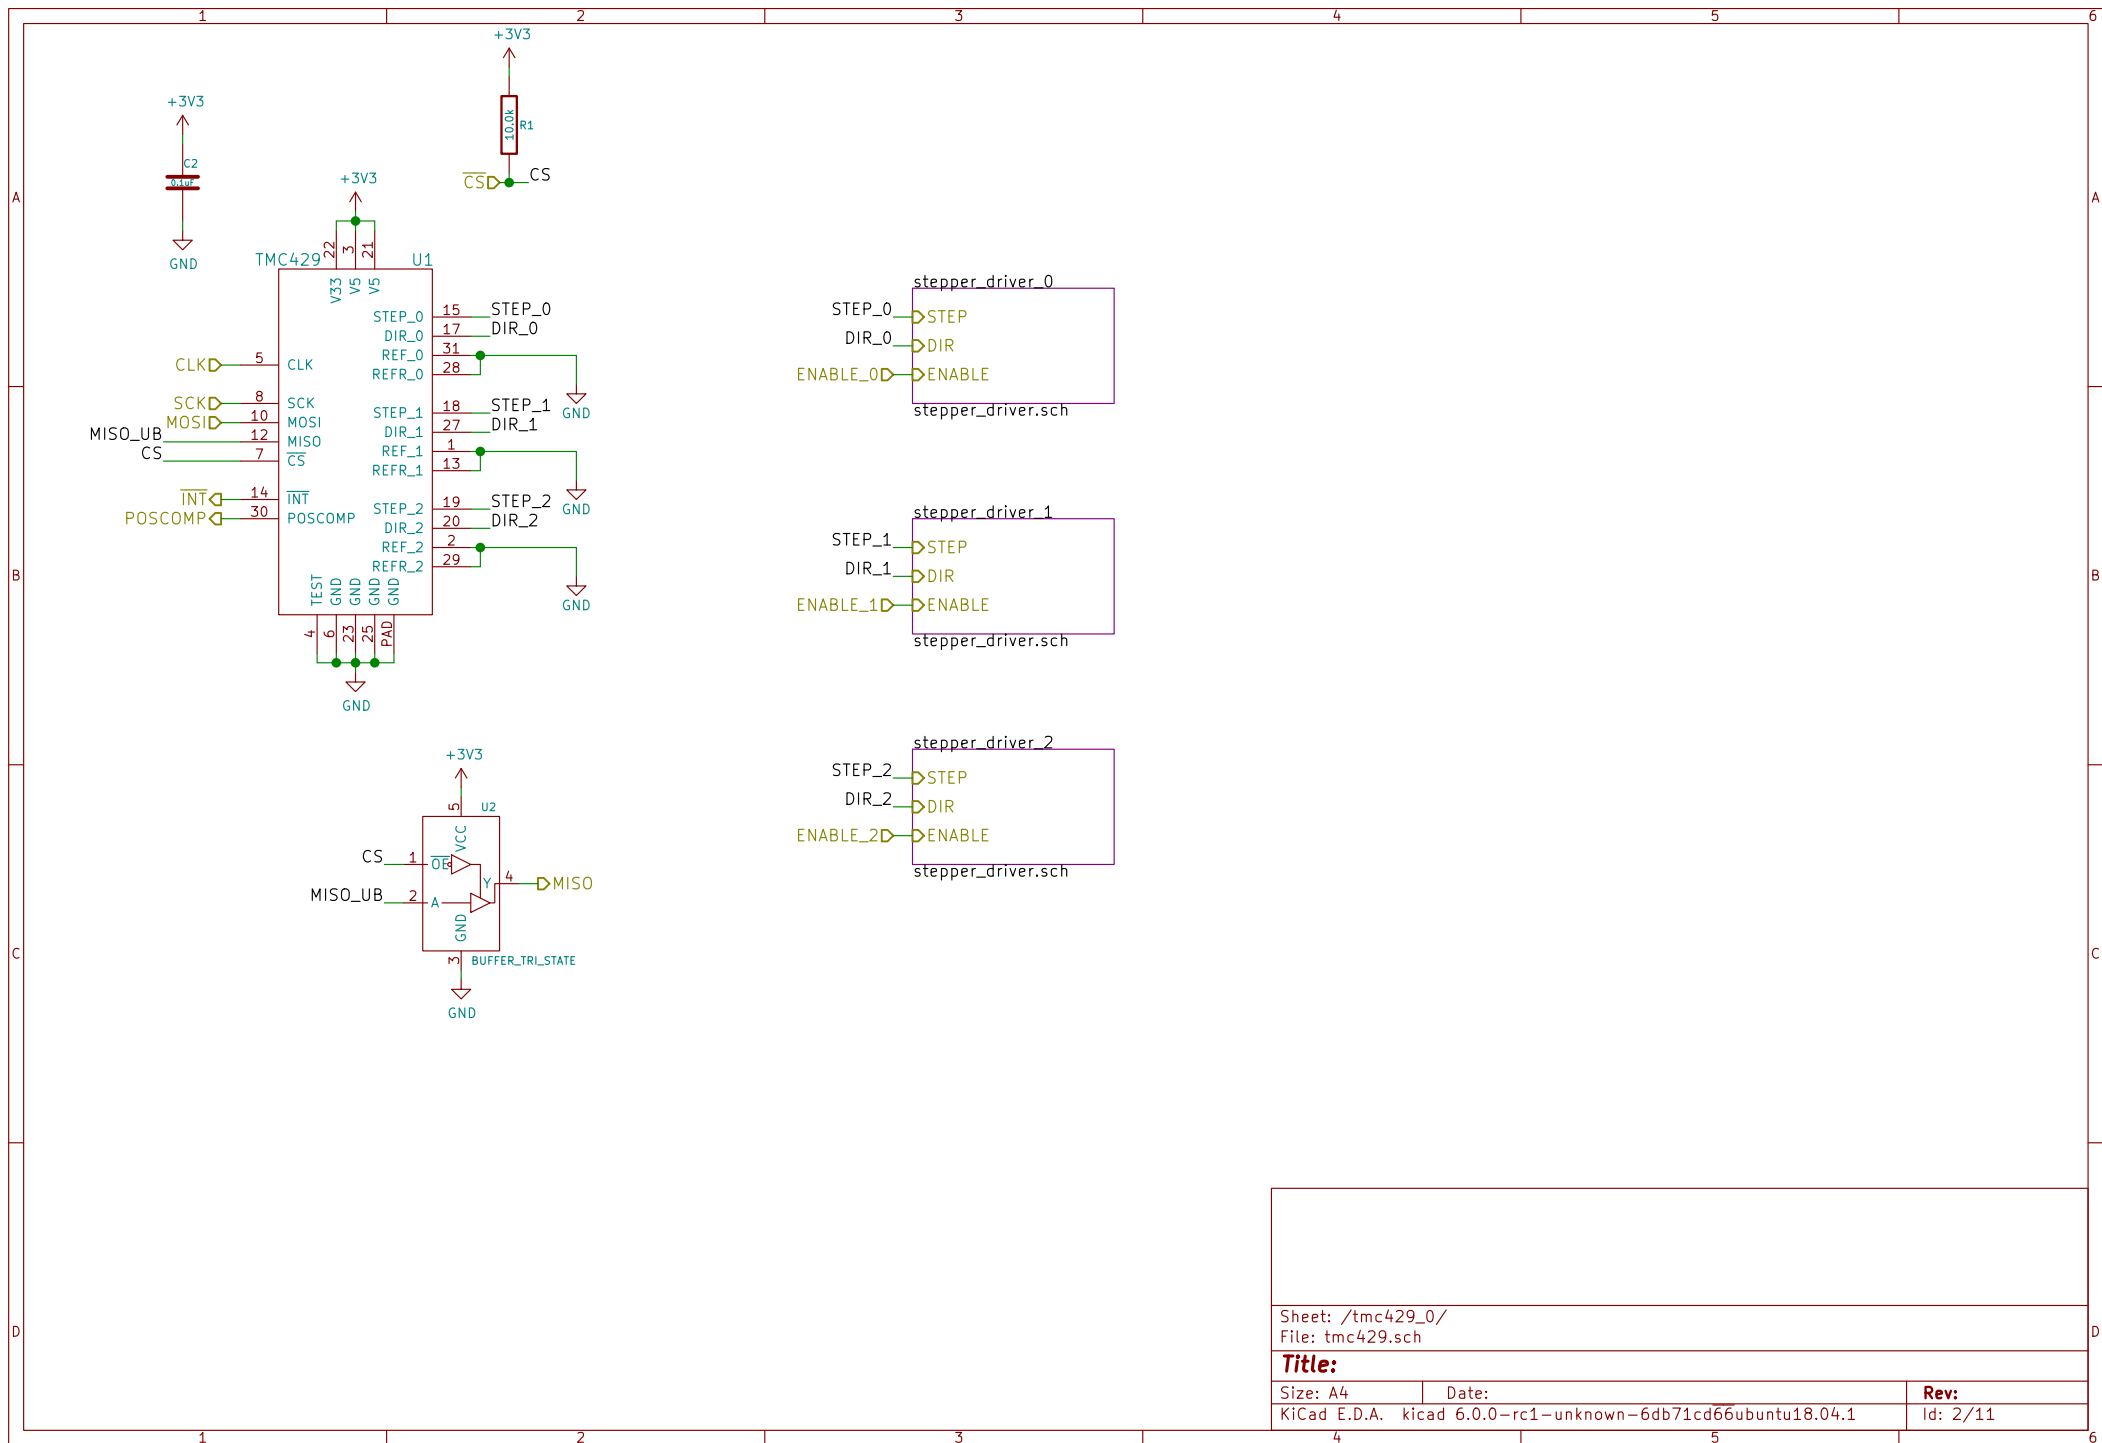 1 2 3 4 5 6
A A
B B
C C
D D
+3V3
C2
0.1uF
GND
+3V3
10.0k
R1
CS
CS
+3V3
22 3 21
TMC429 U1
V33 V5 V5
CLK 5 CLK
SCK 8 SCK
MOSI 10 MOSI
MISO_UB 12 MISO
CS 7 CS
INT 14 INT
POSCOMP 30 POSCOMP
STEP_0 15 STEP_0
DIR_0 17 DIR_0
REF_0 31
REFR_0 28
GND
STEP_1 18 STEP_1
DIR_1 27 DIR_1
REF_1 1
REFR_1 13
GND
STEP_2 19 STEP_2
DIR_2 20 DIR_2
REF_2 2
REFR_2 29
GND
TEST GND GND GND GND
4 6 23 25 PAD
GND
stepper_driver_0
STEP_0 STEP
DIR_0 DIR
ENABLE_0 ENABLE
stepper_driver.sch
stepper_driver_1
STEP_1 STEP
DIR_1 DIR
ENABLE_1 ENABLE
stepper_driver.sch
stepper_driver_2
STEP_2 STEP
DIR_2 DIR
ENABLE_2 ENABLE
stepper_driver.sch
+3V3
5 U2
VCC
CS 1 OE
Y 4 MISO
MISO_UB 2 A
GND
3 BUFFER_TRI_STATE
GND
Sheet: /tmc429_0/
File: tmc429.sch
Title:
Size: A4 Date: Rev:
KiCad E.D.A. kicad 6.0.0-rc1-unknown-6db71cd66ubuntu18.04.1 Id: 2/11
1 2 3 4 5 6